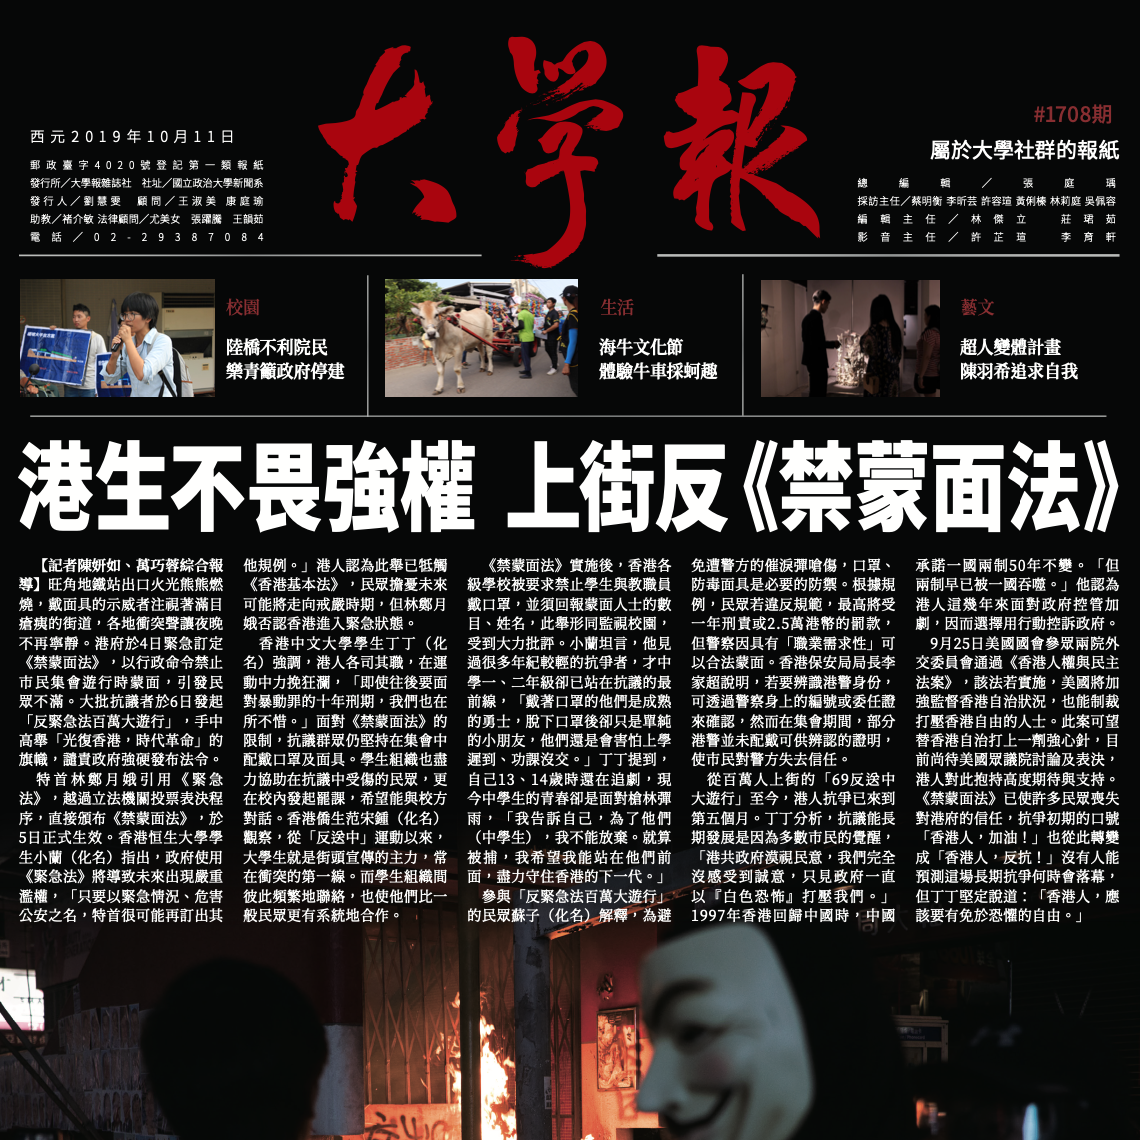 大學報
西元2019年10月11日
郵政臺字4020號登記第一類報紙
發行所／大學報雜誌社　社址／國立政治大學新聞系
發行人／劉慧雯　顧問／王淑美　康庭瑜
助教／褚介敏 法律顧問／尤美女　張躍騰　王韻茹
電話／02-29387084
#1708期
屬於大學社群的報紙
總編輯／張庭瑀
採訪主任／蔡明衡 李昕芸 許容瑄 黃俐榛 林莉庭 吳佩容
編輯主任／林傑立　莊珺茹
影音主任／許芷瑄　李育軒
校園
陸橋不利院民
樂青籲政府停建
生活
海牛文化節
體驗牛車採蚵趣
藝文
超人變體計畫
陳羽希追求自我
港生不畏強權 上街反《禁蒙面法》
【記者陳妍如、萬巧蓉綜合報
導】旺角地鐵站出口火光熊熊燃
燒，戴面具的示威者注視著滿目
瘡痍的街道，各地衝突聲讓夜晚
不再寧靜。港府於4日緊急訂定
《禁蒙面法》，以行政命令禁止
市民集會遊行時蒙面，引發民
眾不滿。大批抗議者於6日發起
「反緊急法百萬大遊行」，手中
高舉「光復香港，時代革命」的
旗幟，譴責政府強硬發布法令。
特首林鄭月娥引用《緊急
法》，越過立法機關投票表決程
序，直接頒布《禁蒙面法》，於
5日正式生效。香港恒生大學學
生小蘭（化名）指出，政府使用
《緊急法》將導致未來出現嚴重
濫權，「只要以緊急情況、危害
公安之名，特首很可能再訂出其
他規例。」港人認為此舉已牴觸
《香港基本法》，民眾擔憂未來
可能將走向戒嚴時期，但林鄭月
娥否認香港進入緊急狀態。
香港中文大學學生丁丁（化
名）強調，港人各司其職，在運
動中力挽狂瀾，「即使往後要面
對暴動罪的十年刑期，我們也在
所不惜。」面對《禁蒙面法》的
限制，抗議群眾仍堅持在集會中
配戴口罩及面具。學生組織也盡
力協助在抗議中受傷的民眾，更
在校內發起罷課，希望能與校方
對話。香港僑生范宋鍾（化名）
觀察，從「反送中」運動以來，
大學生就是街頭宣傳的主力，常
在衝突的第一線。而學生組織間
彼此頻繁地聯絡，也使他們比一
般民眾更有系統地合作。
《禁蒙面法》實施後，香港各
級學校被要求禁止學生與教職員
戴口罩，並須回報蒙面人士的數
目、姓名，此舉形同監視校園，
受到大力批評。小蘭坦言，他見
過很多年紀較輕的抗爭者，才中
學一、二年級卻已站在抗議的最
前線，「戴著口罩的他們是成熟
的勇士，脫下口罩後卻只是單純
的小朋友，他們還是會害怕上學
遲到、功課沒交。」丁丁提到，
自己13、14歲時還在追劇，現
今中學生的青春卻是面對槍林彈
雨，「我告訴自己，為了他們
（中學生），我不能放棄。就算
被捕，我希望我能站在他們前
面，盡力守住香港的下一代。」
參與「反緊急法百萬大遊行」
的民眾蘇子（化名）解釋，為避
免遭警方的催淚彈嗆傷，口罩、
防毒面具是必要的防禦。根據規
例，民眾若違反規範，最高將受
一年刑責或2.5萬港幣的罰款，
但警察因具有「職業需求性」可
以合法蒙面。香港保安局局長李
家超說明，若要辨識港警身份，
可透過警察身上的編號或委任證
來確認，然而在集會期間，部分
港警並未配戴可供辨認的證明，
使市民對警方失去信任。
從百萬人上街的「69反送中
大遊行」至今，港人抗爭已來到
第五個月。丁丁分析，抗議能長
期發展是因為多數市民的覺醒，
「港共政府漠視民意，我們完全
沒感受到誠意，只見政府一直
以『白色恐怖』打壓我們。」
1997年香港回歸中國時，中國
承諾一國兩制50年不變。「但
兩制早已被一國吞噬。」他認為
港人這幾年來面對政府控管加
劇，因而選擇用行動控訴政府。
9月25日美國國會參眾兩院外
交委員會通過《香港人權與民主
法案》，該法若實施，美國將加
強監督香港自治狀況，也能制裁
打壓香港自由的人士。此案可望
替香港自治打上一劑強心針，目
前尚待美國眾議院討論及表決，
港人對此抱持高度期待與支持。
《禁蒙面法》已使許多民眾喪失
對港府的信任，抗爭初期的口號
「香港人，加油！」也從此轉變
成「香港人，反抗！」沒有人能
預測這場長期抗爭何時會落幕，
但丁丁堅定說道：「香港人，應
該要有免於恐懼的自由。」